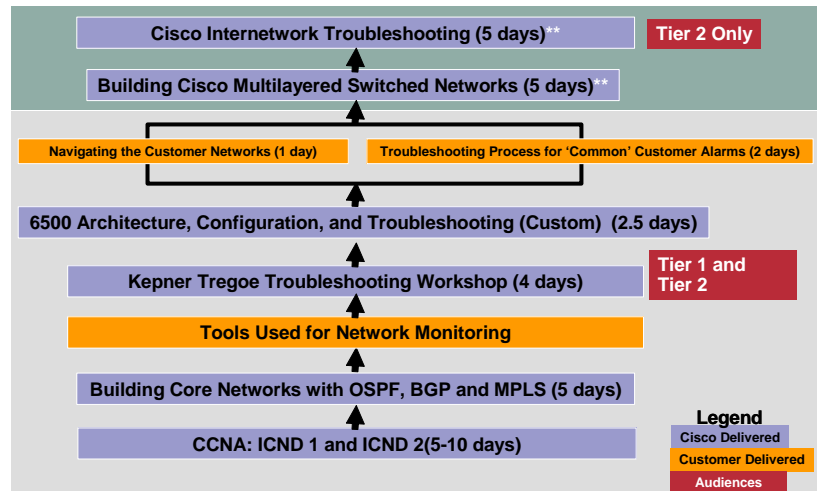 Cisco Internetwork Troubleshooting (5 days)**
Tier 2 Only
Building Cisco Multilayered Switched Networks (5 days)**
Navigating the Customer Networks (1 day)
Troubleshooting Process for ‘Common’ Customer Alarms (2 days)
6500 Architecture, Configuration, and Troubleshooting (Custom) (2.5 days)
Tier 1 and
Tier 2
Kepner Tregoe Troubleshooting Workshop (4 days)
Tools Used for Network Monitoring
Building Core Networks with OSPF, BGP and MPLS (5 days)
CCNA: ICND 1 and ICND 2(5-10 days)
Legend
Cisco Delivered
Customer Delivered
Audiences